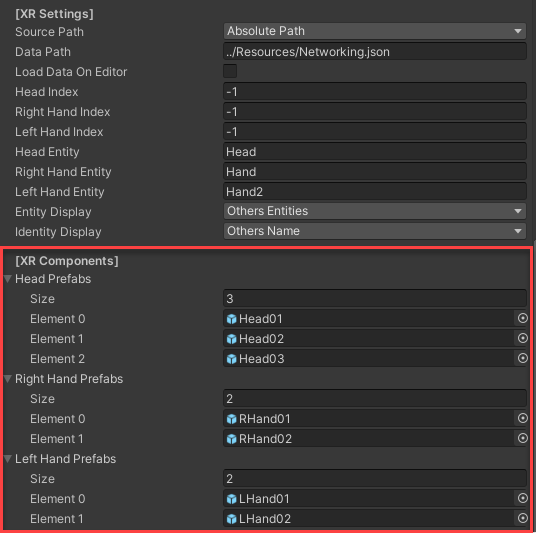 [XR Settings]
Source Path Absolute Path
Data Path ../Resources/Networking.json
Load Data On Editor
Head Index -1
Right Hand Index -1
Left Hand Index -1
Head Entity Head
Right Hand Entity Hand
Left Hand Entity Hand2
Entity Display Others Entities
Identity Display Others Name
[XR Components]
Head Prefabs
Size 3
Element 0 Head01
Element 1 Head02
Element 2 Head03
Right Hand Prefabs
Size 2
Element 0 RHand01
Element 1 RHand02
Left Hand Prefabs
Size 2
Element 0 LHand01
Element 1 LHand02